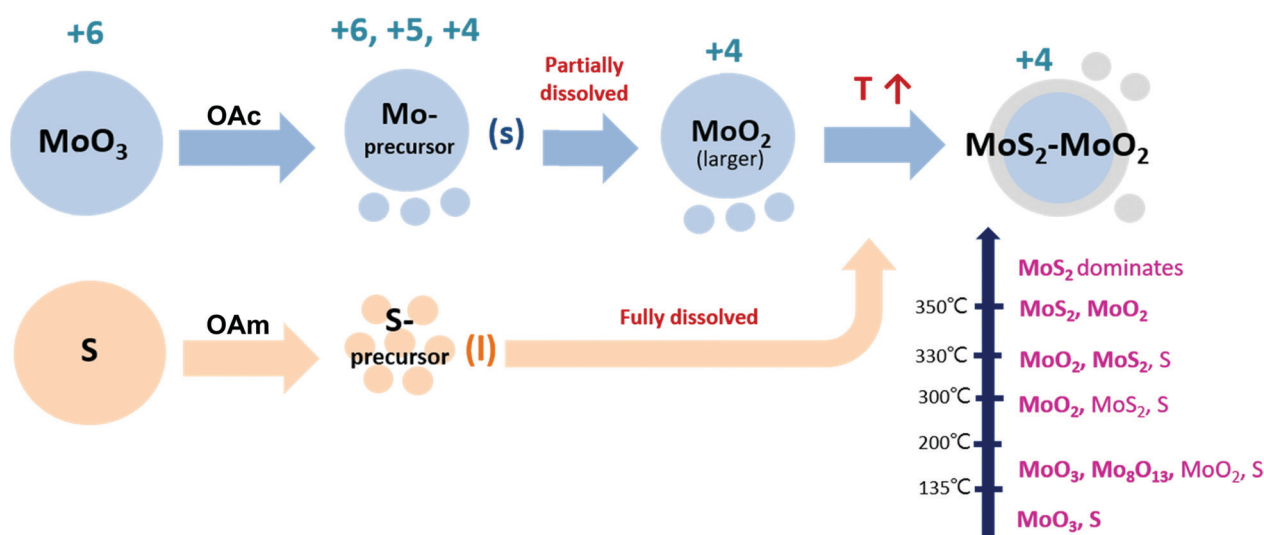 +6
+6, +5, +4
+4
+4
MoO3
OAc
Mo-
precursor
(s)
Partially
dissolved
MoO2
(larger)
T ↑
MoS2-MoO2
S
OAm
S-
precursor
(l)
Fully dissolved
MoS2 dominates
350℃
MoS2, MoO2
330℃
MoO2, MoS2, S
300℃
MoO2, MoS2, S
200℃
MoO3, Mo8O13, MoO2, S
135℃
MoO3, S